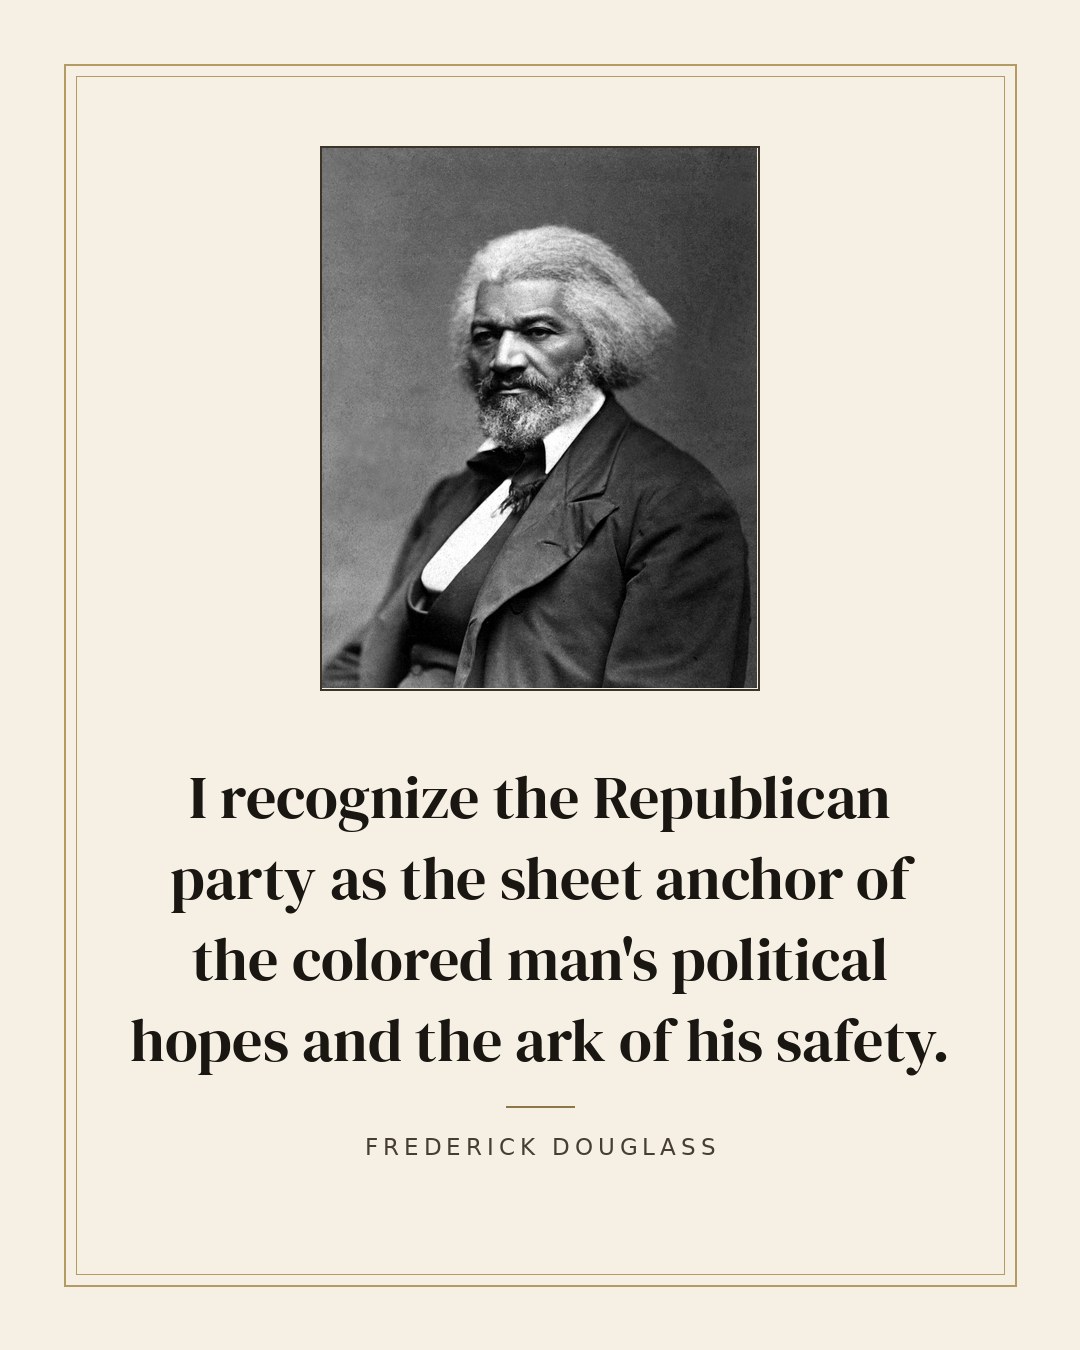 I recognize the Republican
party as the sheet anchor of
the colored man's political
hopes and the ark of his safety.
FREDERICK DOUGLASS